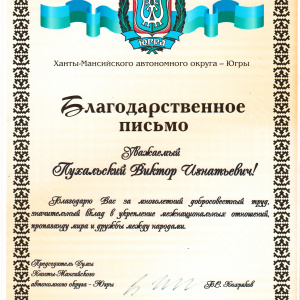 ЮГРА
Ханты-Мансийского автономного округа – Югры
Благодарственное
письмо
Уважаемый
Пухальский Виктор Игнатьевич!
Благодарю Вас за многолетний добросовестный труд,
значительный вклад в укрепление межнациональных отношений,
пропаганду мира и дружбы между народами.
Председатель Думы
Ханты-Мансийского
автономного округа - Югры
Б.С. Хохряков